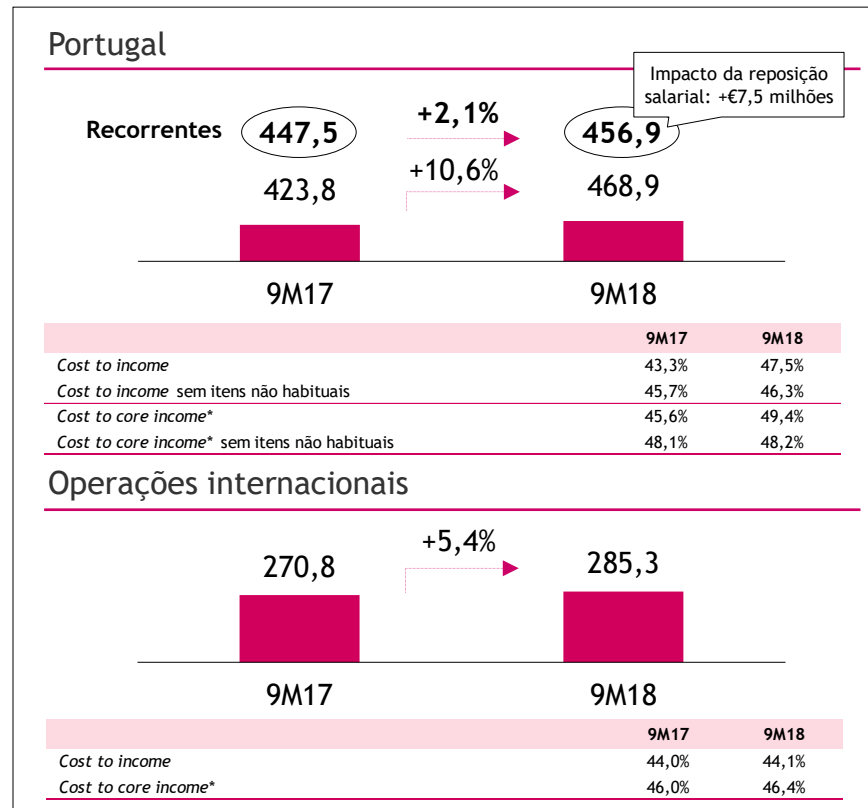 Portugal
Impacto da reposição
salarial: +€7,5 milhões
Recorrentes 447,5 +2,1% 456,9
423,8 +10,6% 468,9
9M17 9M18
9M17 9M18
Cost to income 43,3% 47,5%
Cost to income sem itens não habituais 45,7% 46,3%
Cost to core income* 45,6% 49,4%
Cost to core income* sem itens não habituais 48,1% 48,2%
Operações internacionais
270,8 +5,4% 285,3
9M17 9M18
9M17 9M18
Cost to income 44,0% 44,1%
Cost to core income* 46,0% 46,4%